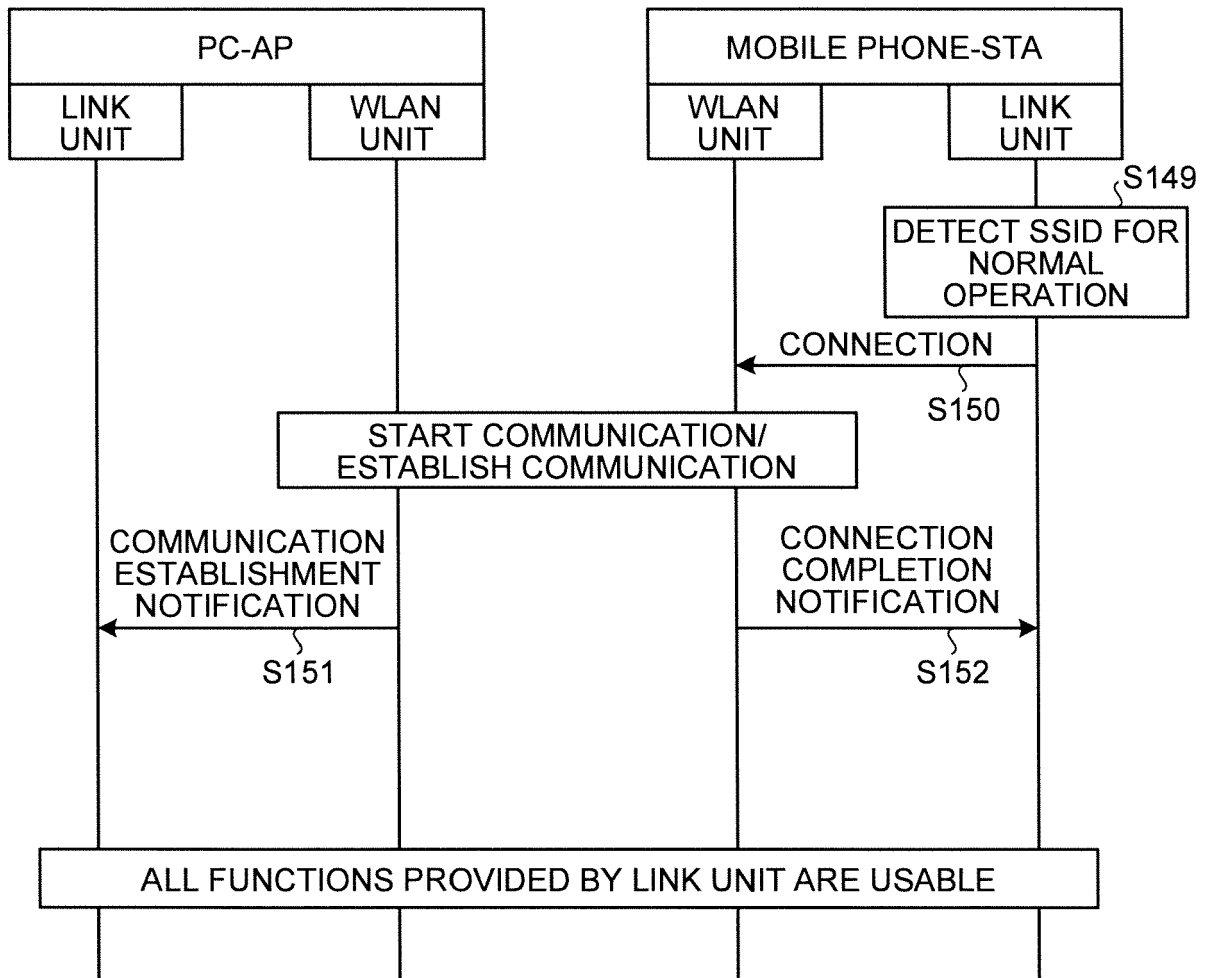 PC-AP
MOBILE PHONE-STA
LINK
UNIT
WLAN
UNIT
WLAN
UNIT
LINK
UNIT
S149
DETECT SSID FOR
NORMAL
OPERATION
CONNECTION
S150
START COMMUNICATION/
ESTABLISH COMMUNICATION
COMMUNICATION
ESTABLISHMENT
NOTIFICATION
S151
CONNECTION
COMPLETION
NOTIFICATION
S152
ALL FUNCTIONS PROVIDED BY LINK UNIT ARE USABLE